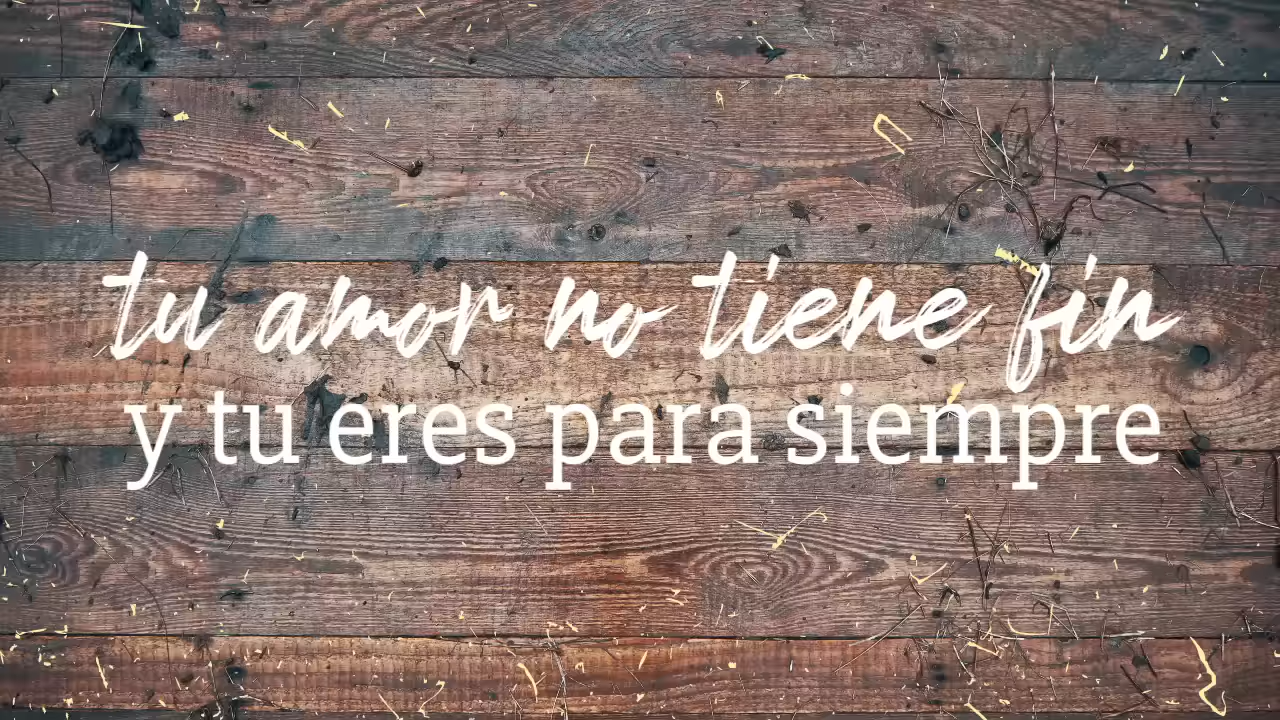 tu amor no tiene fin
y tu eres para siempre